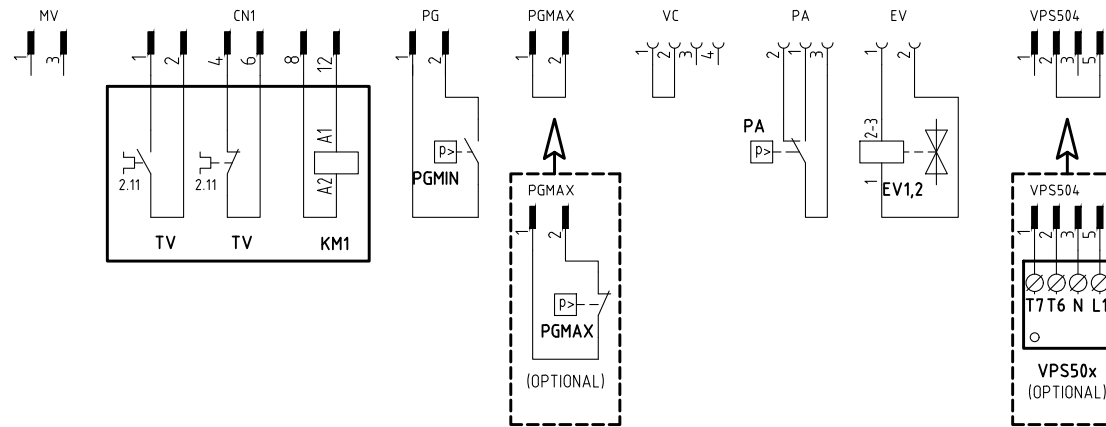 MV CN1 PG PGMAX VC PA EV VPS504
1 3 1 2 4 6 8 12 1 2 1 2 1 2 3 4 2 1 3 1 2 1 2 3 5
A1 2-3
PA
p> p>
2.11 2.11 A2 PGMIN 1 EV1,2
PGMAX VPS504
TV TV KM1
1 2 1 2 3 5
T7 T6 N L1
p>
PGMAX
VPS50x
(OPTIONAL) (OPTIONAL)